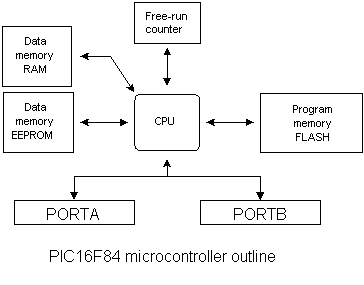 Free-run
counter
Data
memory
RAM
Data
memory
EEPROM
CPU
Program
memory
FLASH
PORTA
PORTB
PIC16F84 microcontroller outline